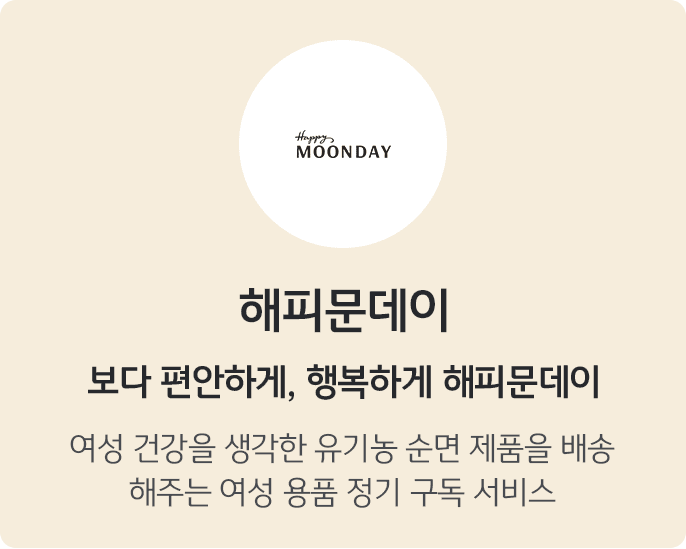 Happy
MOONDAY
해피문데이
보다 편안하게, 행복하게 해피문데이
여성 건강을 생각한 유기농 순면 제품을 배송
해주는 여성 용품 정기 구독 서비스